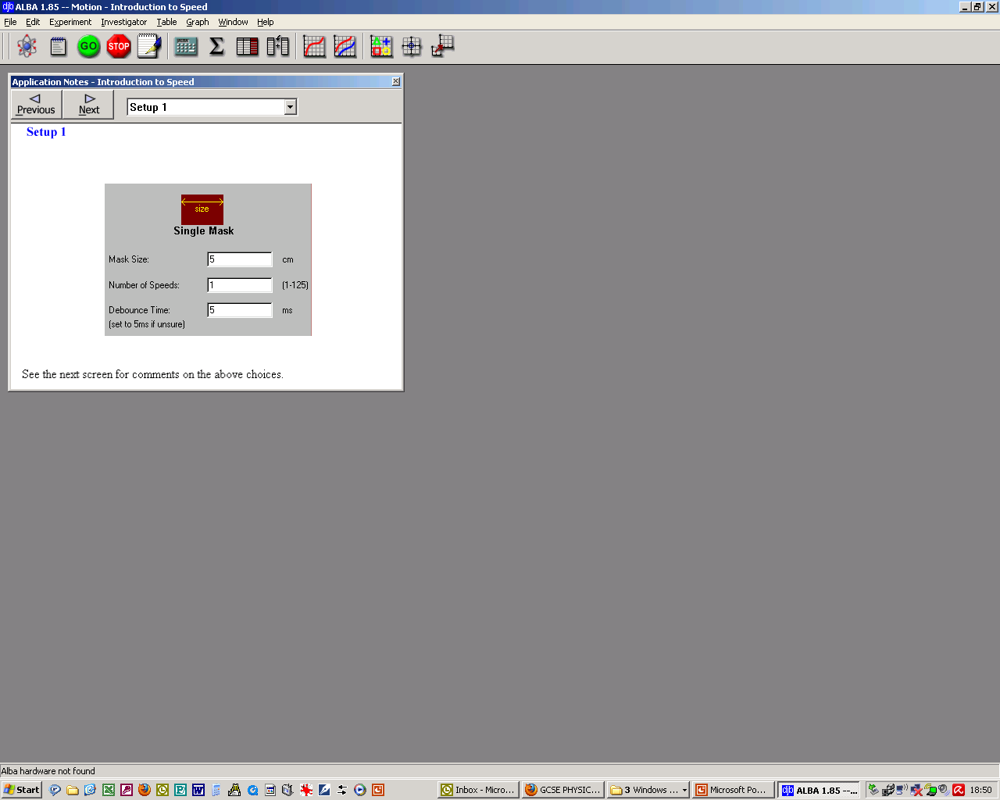 ALBA 1.85 -- Motion - Introduction to Speed
File Edit Experiment Investigator Table Graph Window Help
GO STOP
Application Notes - Introduction to Speed
Previous Next Setup 1
Setup 1
size
Single Mask
Mask Size: 5 cm
Number of Speeds: 1 (1-125)
Debounce Time: 5 ms
(set to 5ms if unsure)
See the next screen for comments on the above choices.
Alba hardware not found
Start Inbox - Micro... GCSE PHYSIC... 3 Windows ... Microsoft Po... ALBA 1.85 --... 18:50